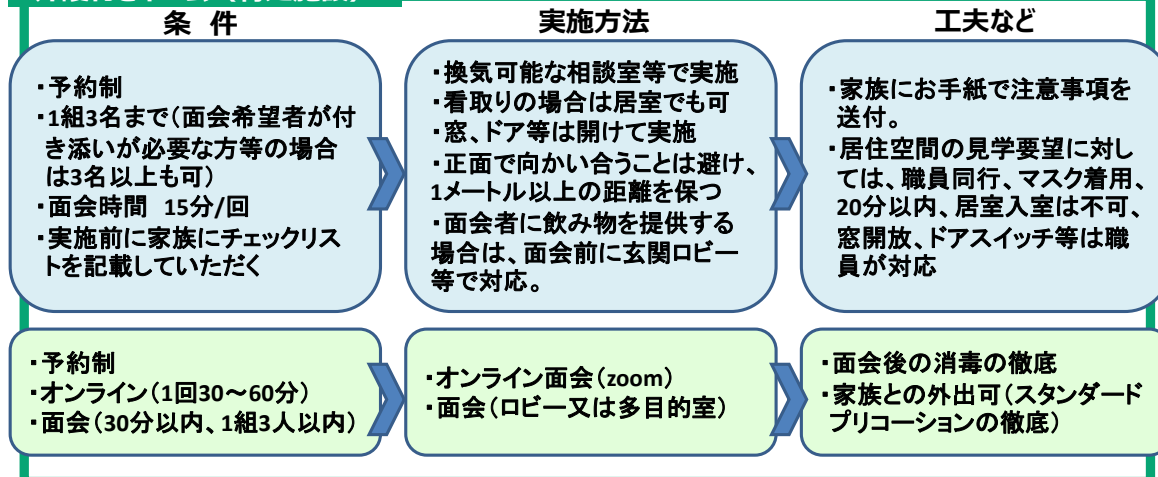 条 件
実施方法
工夫など
・予約制
・1組3名まで(面会希望者が付
き添いが必要な方等の場合
は3名以上も可)
・面会時間 15分/回
・実施前に家族にチェックリス
トを記載していただく
・換気可能な相談室等で実施
・看取りの場合は居室でも可
・窓、ドア等は開けて実施
・正面で向かい合うことは避け、
1メートル以上の距離を保つ
・面会者に飲み物を提供する
場合は、面会前に玄関ロビー
等で対応。
・家族にお手紙で注意事項を
送付。
・居住空間の見学要望に対し
ては、職員同行、マスク着用、
20分以内、居室入室は不可、
窓開放、ドアスイッチ等は職
員が対応
・予約制
・オンライン(1回30~60分)
・面会(30分以内、1組3人以内)
・オンライン面会(zoom)
・面会(ロビー又は多目的室)
・面会後の消毒の徹底
・家族との外出可(スタンダード
プリコーションの徹底)